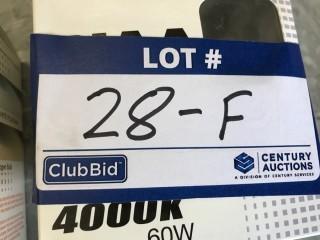 LOT #
28-F
ClubBid
CENTURY
AUCTIONS
A DIVISION OF CENTURY SERVICES
4000K
60W